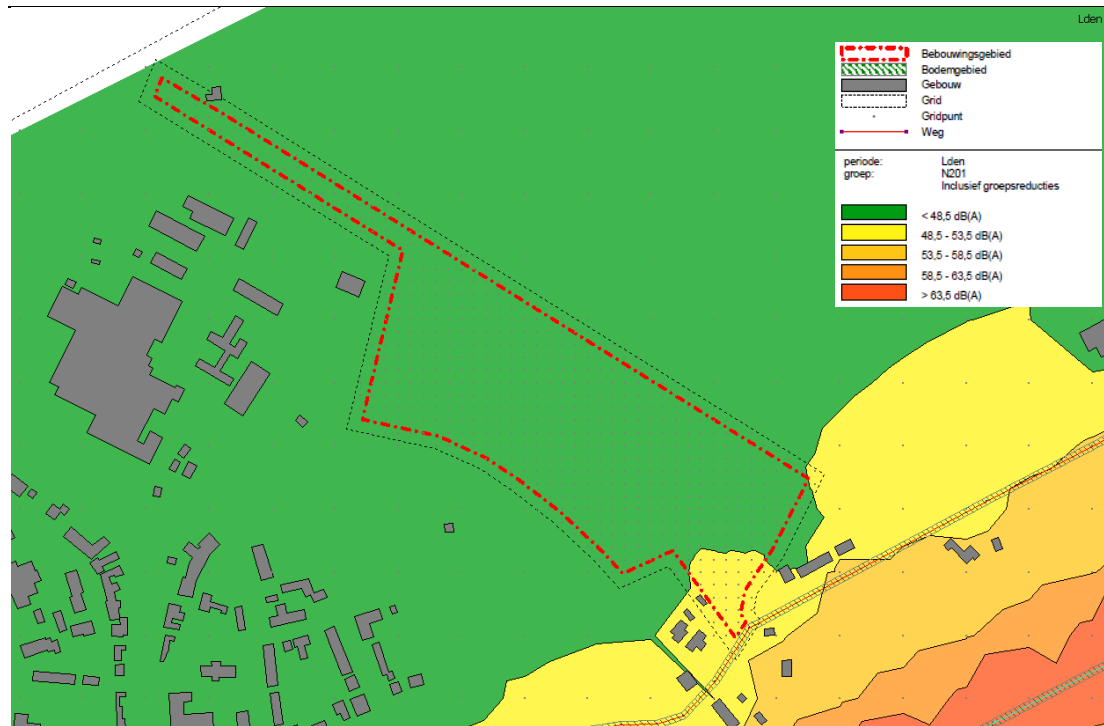 Lden
Bebouwingsgebied
Bodemgebied
Gebouw
Grid
Gridpunt
Weg
periode: Lden
groep: N201
Inclusief groepsreducties
< 48,5 dB(A)
48,5 - 53,5 dB(A)
53,5 - 58,5 dB(A)
58,5 - 63,5 dB(A)
> 63,5 dB(A)